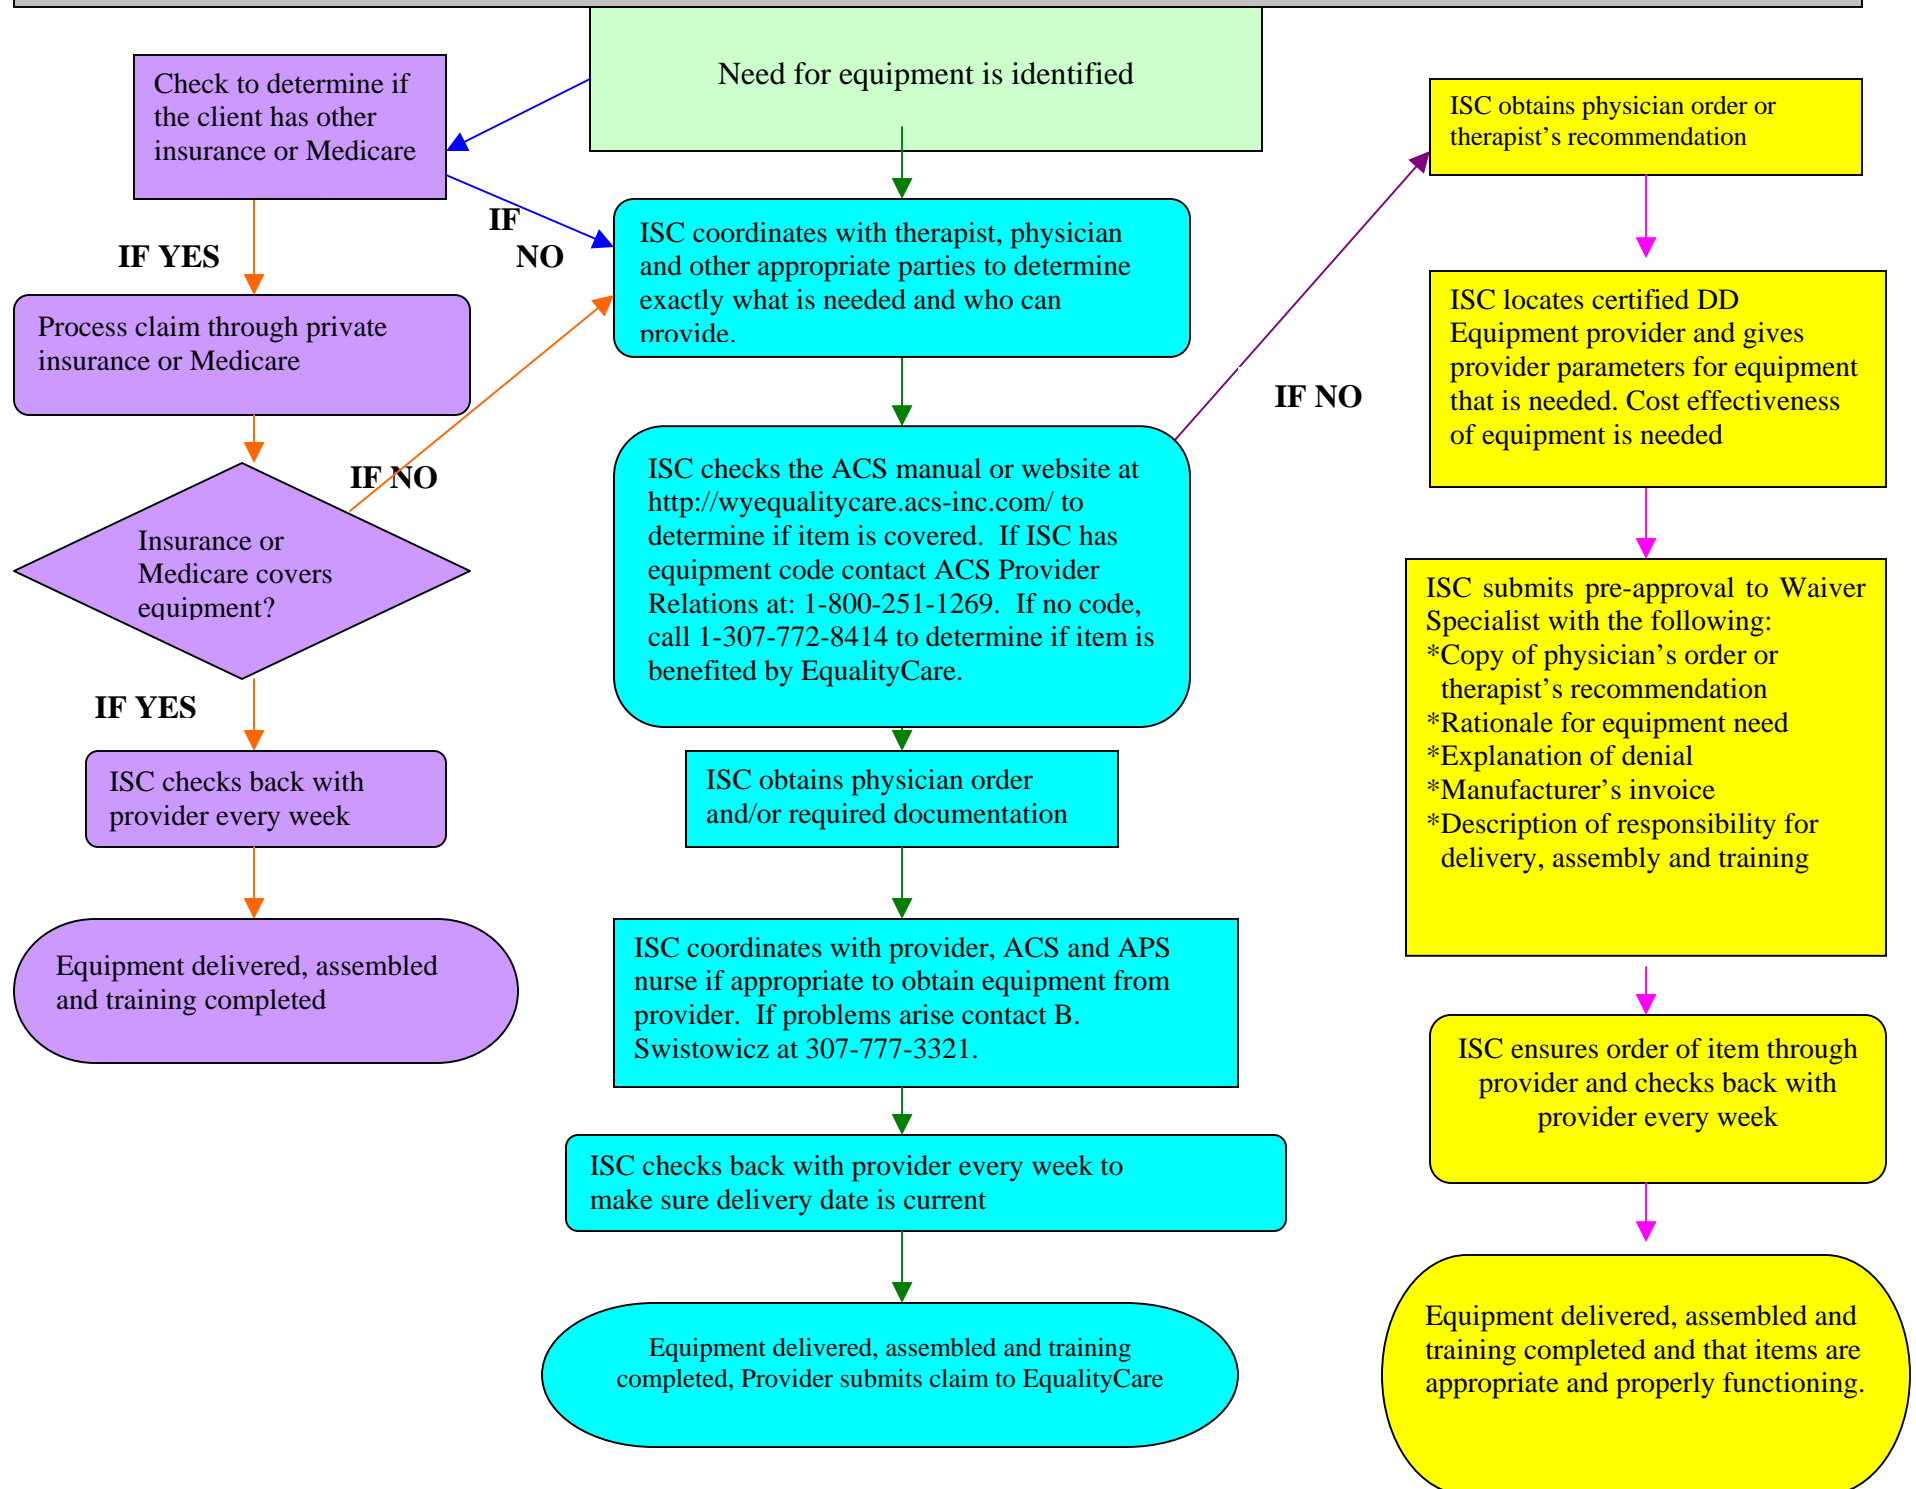 Need for equipment is identified
Check to determine if
the client has other
insurance or Medicare
IF YES
IF
NO
Process claim through private
insurance or Medicare
IF NO
Insurance or
Medicare covers
equipment?
IF YES
ISC checks back with
provider every week
Equipment delivered, assembled
and training completed
ISC coordinates with therapist, physician
and other appropriate parties to determine
exactly what is needed and who can
provide.
ISC checks the ACS manual or website at
http://wyequalitycare.acs-inc.com/ to
determine if item is covered.  If ISC has
equipment code contact ACS Provider
Relations at: 1-800-251-1269.  If no code,
call 1-307-772-8414 to determine if item is
benefited by EqualityCare.
ISC obtains physician order
and/or required documentation
ISC coordinates with provider, ACS and APS
nurse if appropriate to obtain equipment from
provider.  If problems arise contact B.
Swistowicz at 307-777-3321.
ISC checks back with provider every week to
make sure delivery date is current
Equipment delivered, assembled and training
completed, Provider submits claim to EqualityCare
IF NO
ISC obtains physician order or
therapist’s recommendation
ISC locates certified DD
Equipment provider and gives
provider parameters for equipment
that is needed. Cost effectiveness
of equipment is needed
ISC submits pre-approval to Waiver
Specialist with the following:
*Copy of physician’s order or
therapist’s recommendation
*Rationale for equipment need
*Explanation of denial
*Manufacturer’s invoice
*Description of responsibility for
delivery, assembly and training
ISC ensures order of item through
provider and checks back with
provider every week
Equipment delivered, assembled and
training completed and that items are
appropriate and properly functioning.